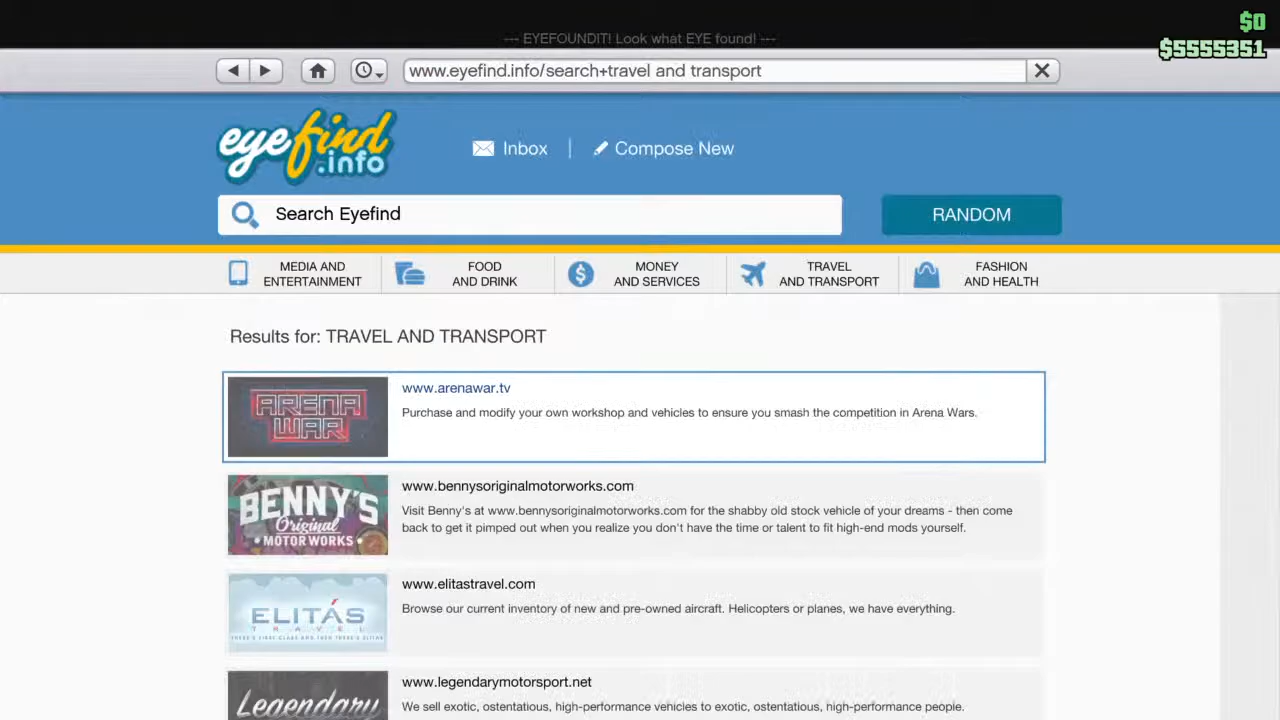 $0
--- EYEFOUNDIT! Look what EYE found! ---
$5555351
www.eyefind.info/search+travel and transport
eyefind
.info
Inbox
Compose New
Search Eyefind
RANDOM
MEDIA AND
ENTERTAINMENT
FOOD
AND DRINK
MONEY
AND SERVICES
TRAVEL
AND TRANSPORT
FASHION
AND HEALTH
Results for: TRAVEL AND TRANSPORT
ARENA
WAR
www.arenawar.tv
Purchase and modify your own workshop and vehicles to ensure you smash the competition in Arena Wars.
BENNY'S
Original
MOTOR WORKS
www.bennysoriginalmotorworks.com
Visit Benny's at www.bennysoriginalmotorworks.com for the shabby old stock vehicle of your dreams - then come
back to get it pimped out when you realize you don't have the time or talent to fit high-end mods yourself.
ELITÁS
TRAVEL
THERE'S FIRST CLASS AND THEN THERE'S ELITÁS
www.elitastravel.com
Browse our current inventory of new and pre-owned aircraft. Helicopters or planes, we have everything.
Legendary
www.legendarymotorsport.net
We sell exotic, ostentatious, high-performance vehicles to exotic, ostentatious, high-performance people.